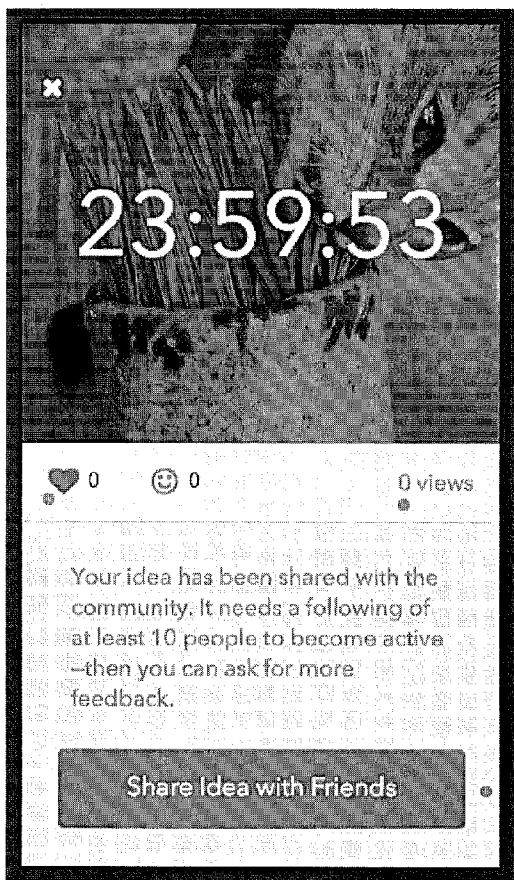 23:59:53
0 0 0 views
Your idea has been shared with the
community. It needs a following of
at least 10 people to become active
–then you can ask for more
feedback.
Share Idea with Friends